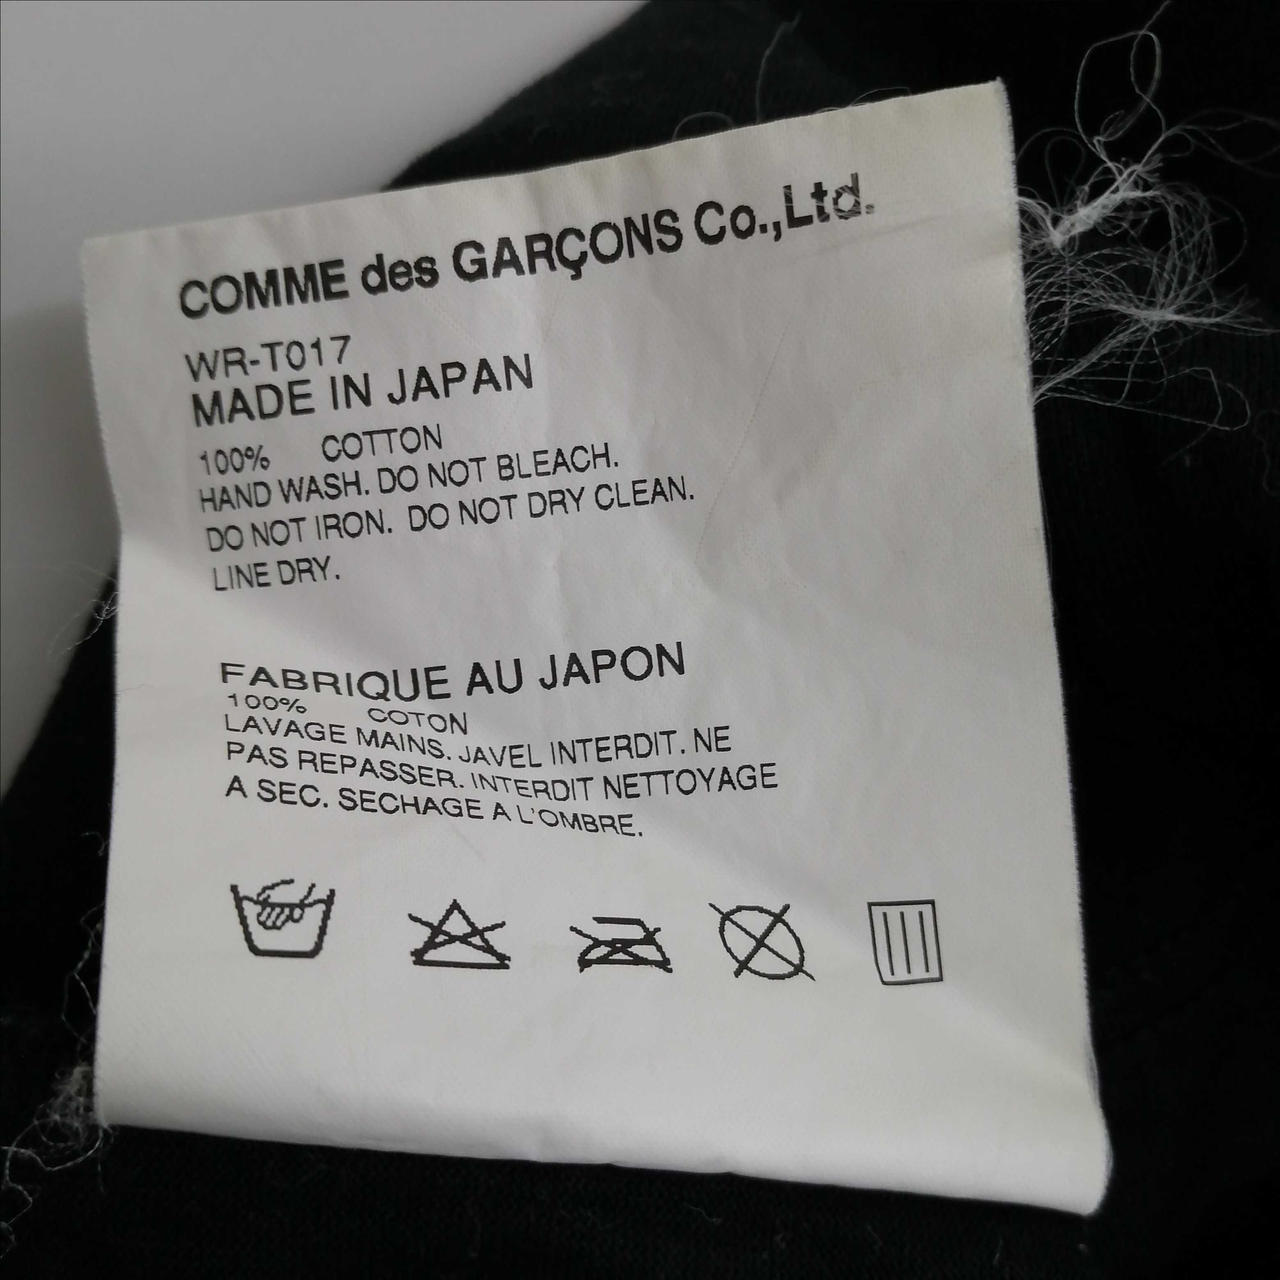 COMME des GARÇONS Co.,Ltd.
WR-T017
MADE IN JAPAN
100% COTTON
HAND WASH. DO NOT BLEACH.
DO NOT IRON. DO NOT DRY CLEAN.
LINE DRY.
FABRIQUE AU JAPON
100% COTON
LAVAGE MAINS. JAVEL INTERDIT. NE
PAS REPASSER. INTERDIT NETTOYAGE
A SEC. SECHAGE A L'OMBRE.